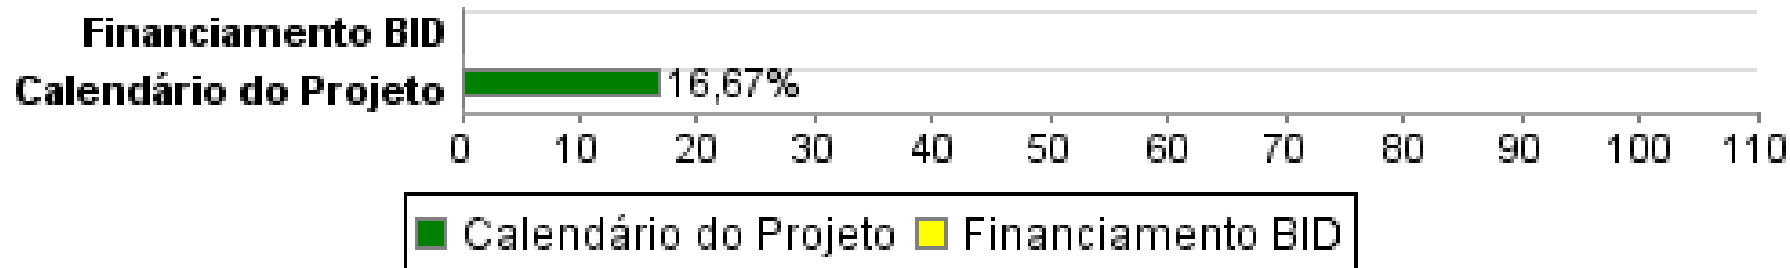 Financiamento BID
Calendário do Projeto 16,67%
0 10 20 30 40 50 60 70 80 90 100 110
Calendário do Projeto Financiamento BID